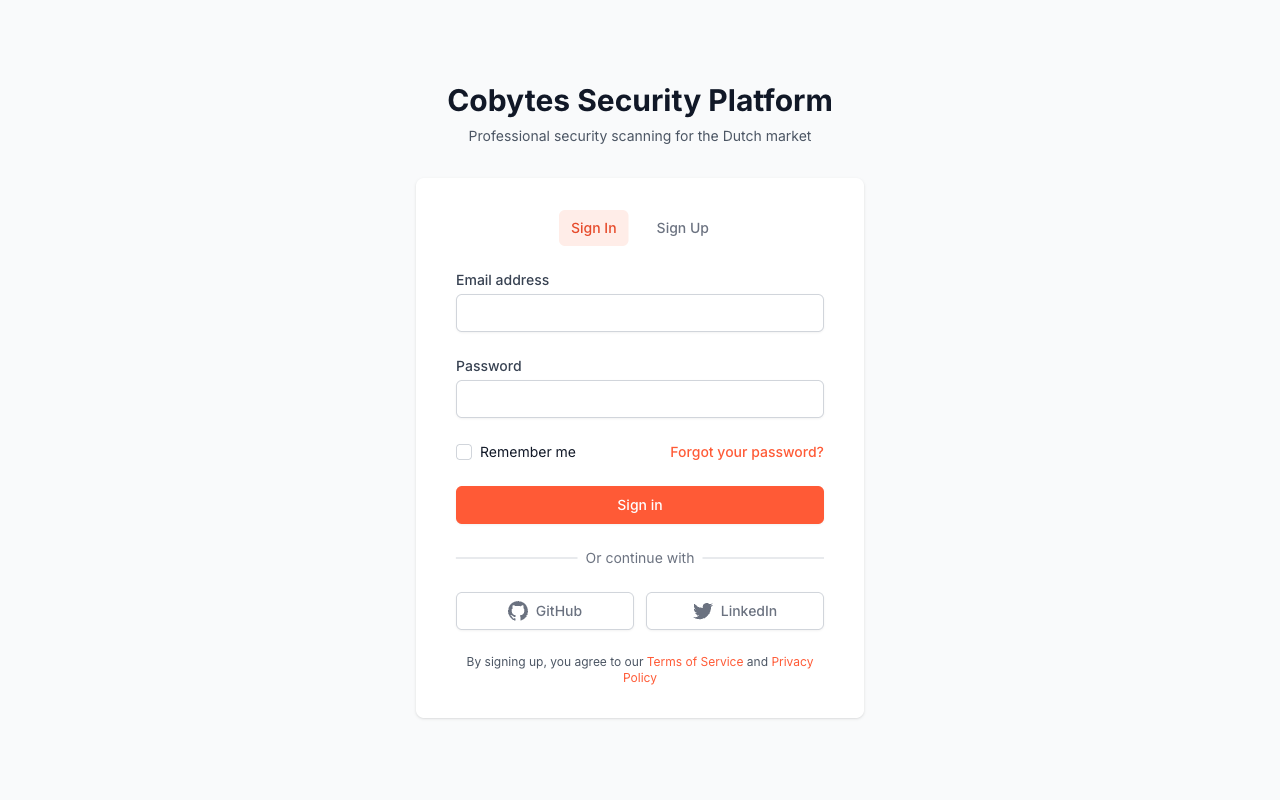 Cobytes Security Platform
Professional security scanning for the Dutch market
Sign In
Sign Up
Email address
Password
Remember me
Forgot your password?
Sign in
Or continue with
GitHub
LinkedIn
By signing up, you agree to our Terms of Service and Privacy
Policy